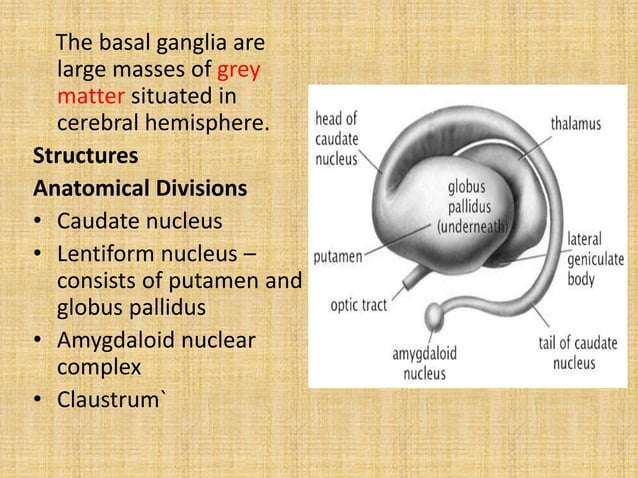 The basal ganglia are
large masses of grey
matter situated in
cerebral hemisphere.
Structures
Anatomical Divisions
• Caudate nucleus
• Lentiform nucleus –
consists of putamen and
globus pallidus
• Amygdaloid nuclear
complex
• Claustrum`
head of
caudate
nucleus
thalamus
globus
pallidus
(underneath)
putamen
lateral
geniculate
body
optic tract
amygdaloid
nucleus
tail of caudate
nucleus